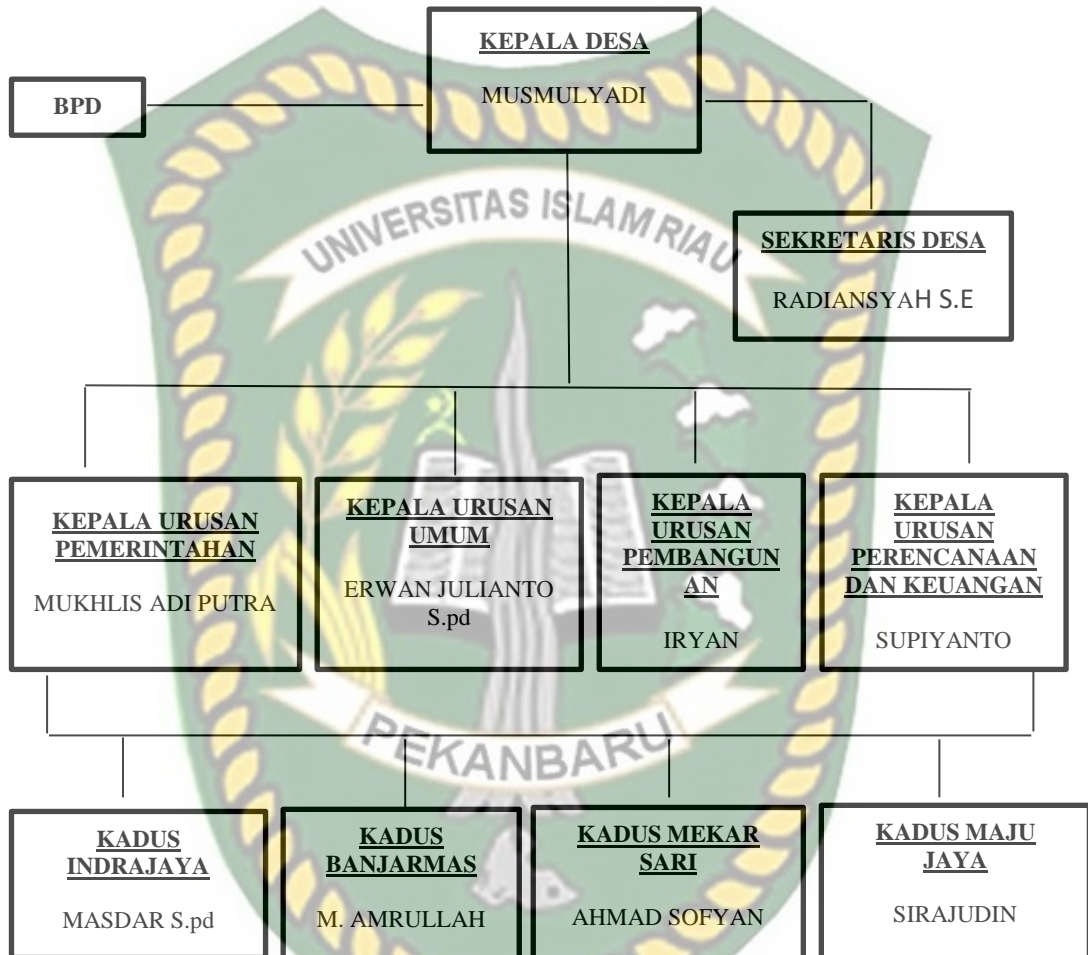 KEPALA DESA
MUSMULYADI
BPD
UNIVERSITAS ISLAM RIAU
SEKRETARIS DESA
RADIANSYAH S.E
KEPALA URUSAN
PEMERINTAHAN
MUKHLIS ADI PUTRA
KEPALA URUSAN
UMUM
ERWAN JULIANTO
S.pd
KEPALA
URUSAN
PEMBANGUN
AN
IRYAN
KEPALA
URUSAN
PERENCANAAN
DAN KEUANGAN
SUPIYANTO
PEKANBARU
KADUS
INDRAJAYA
MASDAR S.pd
KADUS
BANJARMAS
M. AMRULLAH
KADUS MEKAR
SARI
AHMAD SOFYAN
KADUS MAJU
JAYA
SIRAJUDIN